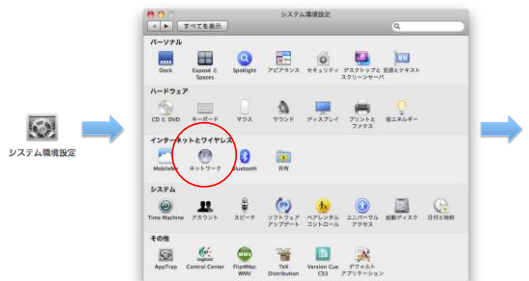 システム環境設定
システム環境設定
すべてを表示
パーソナル
Dock
Exposé と
Spaces
Spotlight
アピアランス
セキュリティ
デスクトップと
スクリーンセーバ
言語とテキスト
ハードウェア
CD と DVD
キーボード
マウス
サウンド
ディスプレイ
プリントと
ファクス
省エネルギー
インターネットとワイヤレス
MobileMe
ネットワーク
Bluetooth
共有
システム
Time Machine
アカウント
スピーチ
ソフトウェア
アップデート
ペアレンタル
コントロール
ユニバーサル
アクセス
起動ディスク
日付と時刻
その他
AppTrap
Control Center
Flip4Mac
WMV
TeX
Distribution
Version Cue
CS3
デフォルト
アプリケーション